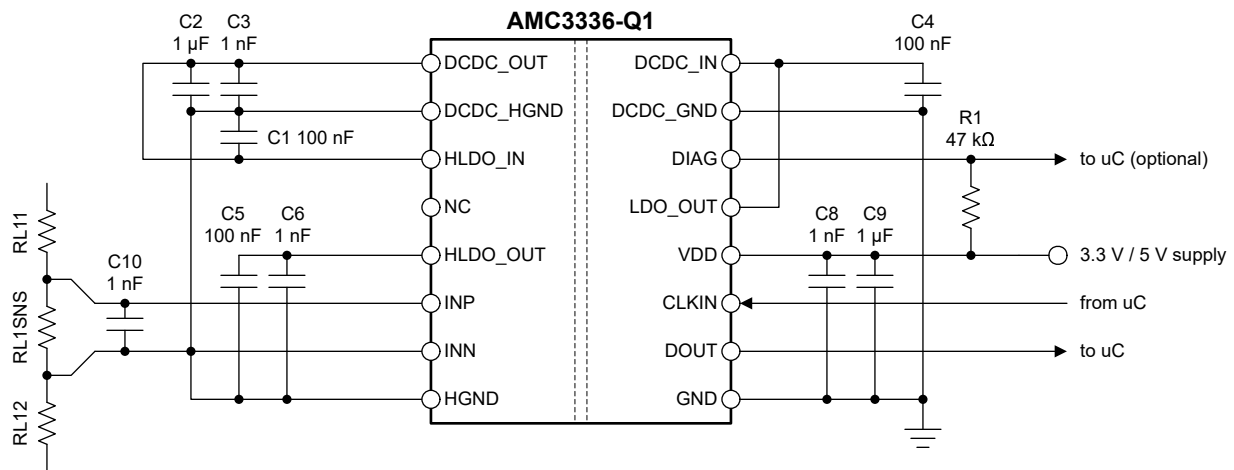 AMC3336-Q1
C2
1 µF
C3
1 nF
C4
100 nF
DCDC_OUT
DCDC_IN
DCDC_HGND
DCDC_GND
C1 100 nF
R1
47 kΩ
HLDO_IN
DIAG
to uC (optional)
NC
LDO_OUT
RL11
C5
100 nF
C6
1 nF
C8
1 nF
C9
1 µF
HLDO_OUT
VDD
3.3 V / 5 V supply
C10
1 nF
INP
CLKIN
from uC
RL1SNS
INN
DOUT
to uC
HGND
GND
RL12